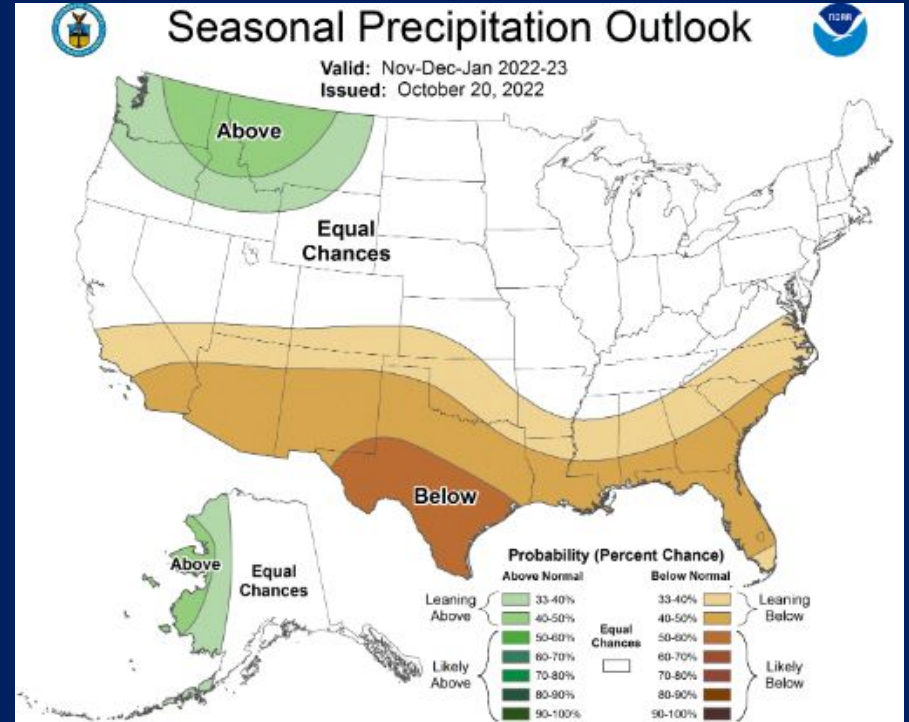 Seasonal Precipitation Outlook
NOAA
Valid: Nov-Dec-Jan 2022-23
Issued: October 20, 2022
Above
Equal
Chances
Below
Above
Equal
Chances
Probability (Percent Chance)
Above Normal
Below Normal
Leaning
Above
33-40%
40-50%
Likely
Above
50-60%
60-70%
70-80%
80-90%
90-100%
Equal
Chances
33-40%
40-50%
Leaning
Below
50-60%
60-70%
70-80%
80-90%
90-100%
Likely
Below